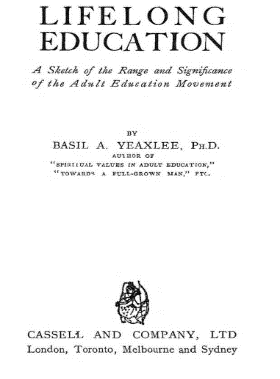 LIFELONG
EDUCATION
A Sketch of the Range and Significance
of the Adult Education Movement
BY
BASIL A. YEAXLEE, PH.D.
AUTHOR OF
"SPIRITUAL VALUES IN ADULT EDUCATION,"
"TOWARDS A FULL-GROWN MAN," ETC.
CASSELL AND COMPANY, LTD
London, Toronto, Melbourne and Sydney